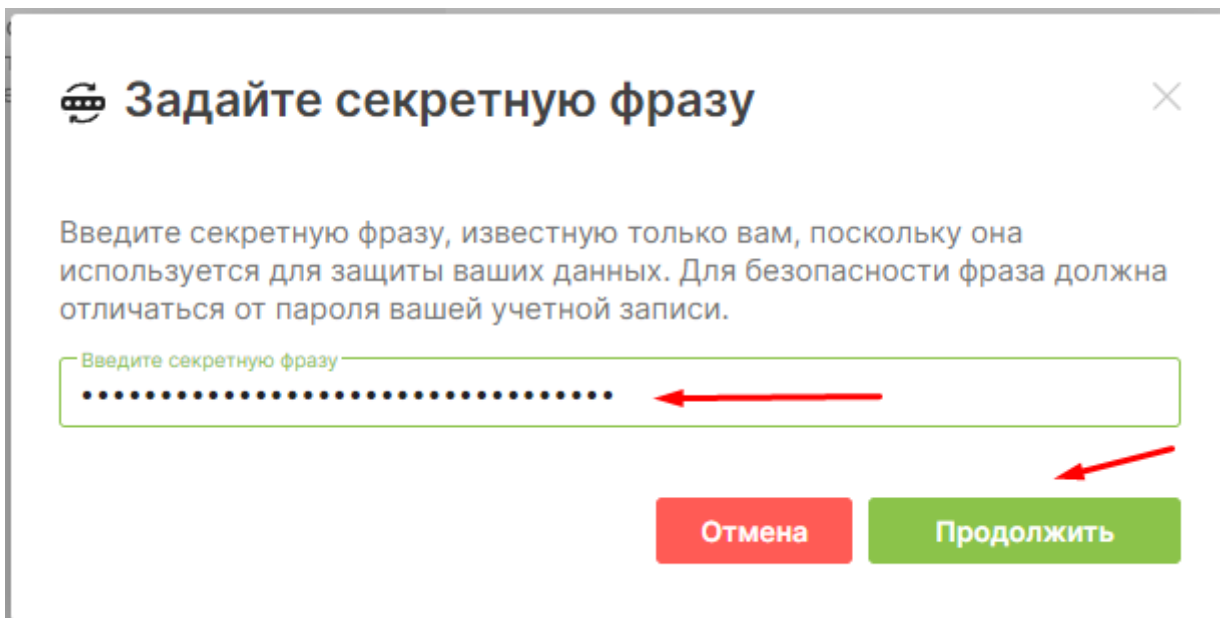 Задайте секретную фразу
Введите секретную фразу, известную только вам, поскольку она
используется для защиты ваших данных. Для безопасности фраза должна
отличаться от пароля вашей учетной записи.
Введите секретную фразу
••••••••••••••••••••••••••••••••••
Отмена
Продолжить